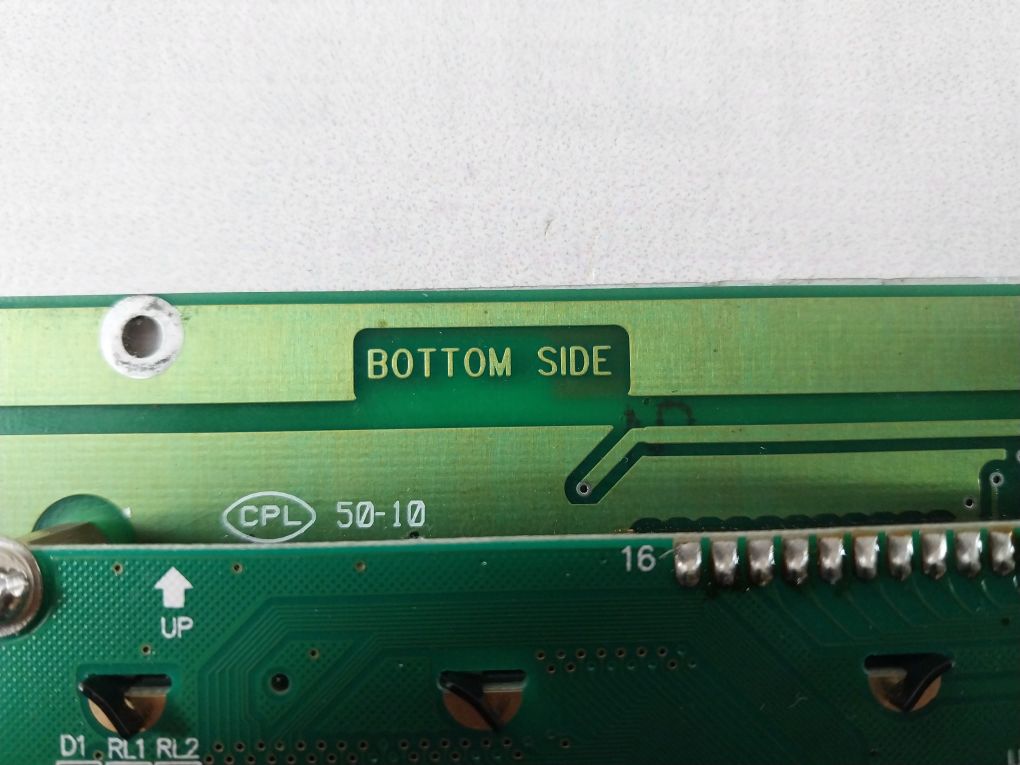 BOTTOM SIDE
CPL 50-10
16
UP
D1 RL1 RL2